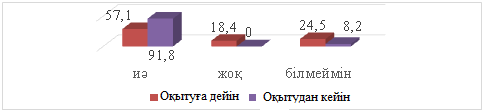 57,1 18,4 0 24,5 8,2
91,8
иә жоқ білмеймін
Оқытуға дейін Оқытудан кейін